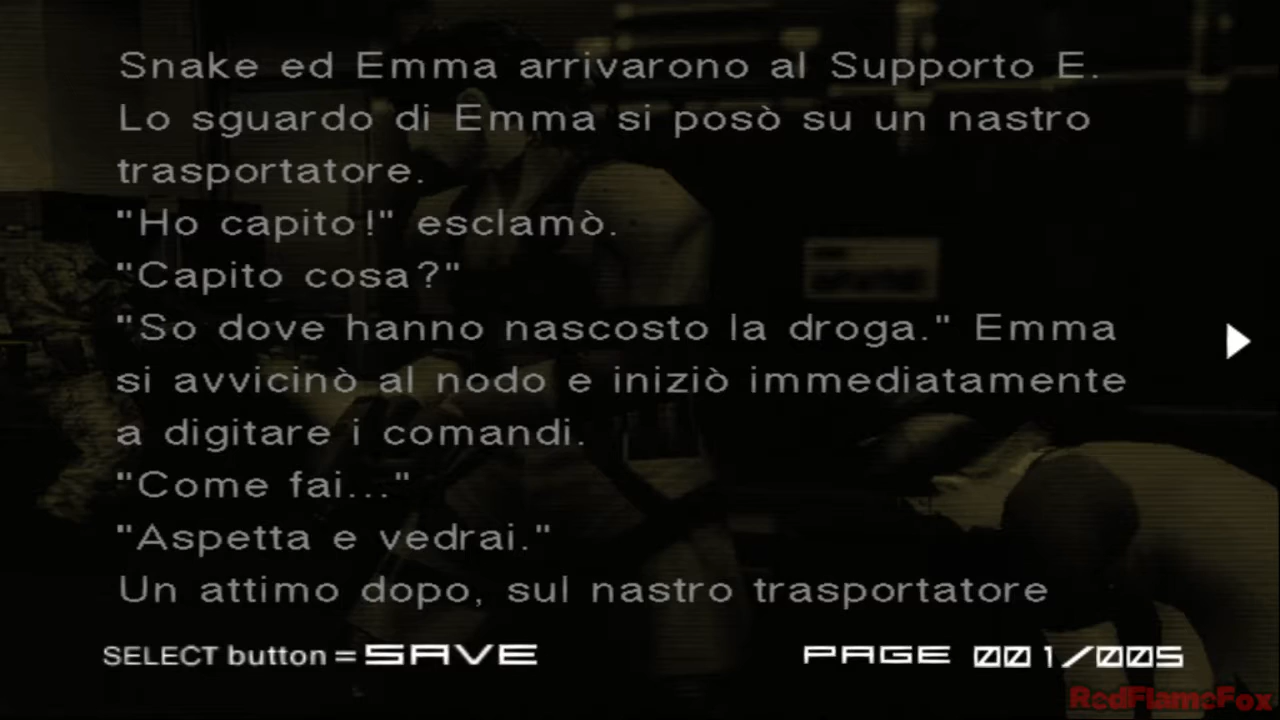 Snake ed Emma arrivarono al Supporto E.
Lo sguardo di Emma si posò su un nastro
trasportatore.
"Ho capito!" esclamò.
"Capito cosa?"
"So dove hanno nascosto la droga." Emma
si avvicinò al nodo e iniziò immediatamente
a digitare i comandi.
"Come fai..."
"Aspetta e vedrai."
Un attimo dopo, sul nastro trasportatore
SELECT button = SAVE
PAGE 001/005
RedFlameFox